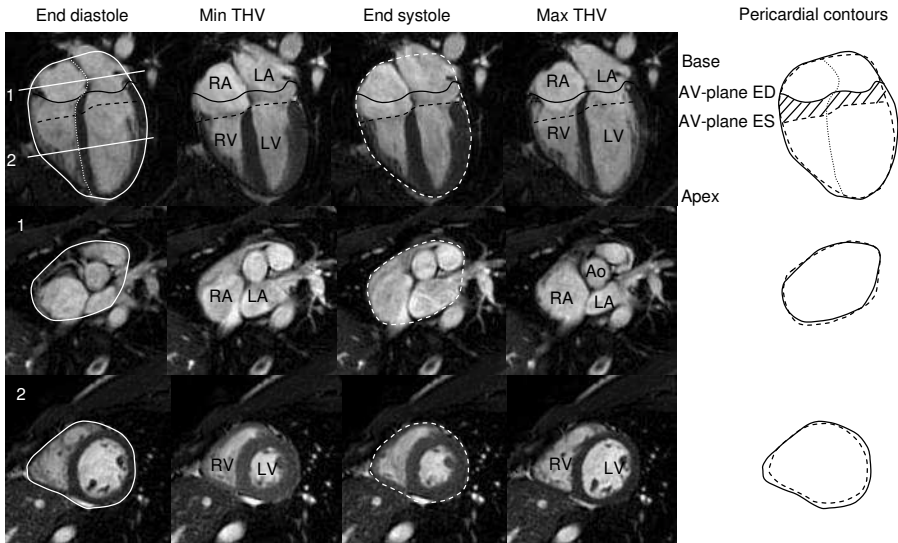 End diastole Min THV End systole Max THV Pericardial contours
RA LA RA LA Base
1 AV-plane ED
AV-plane ES
RV LV RV LV
2
Apex
1
Ao
RA LA RA LA
2
RV LV RV LV